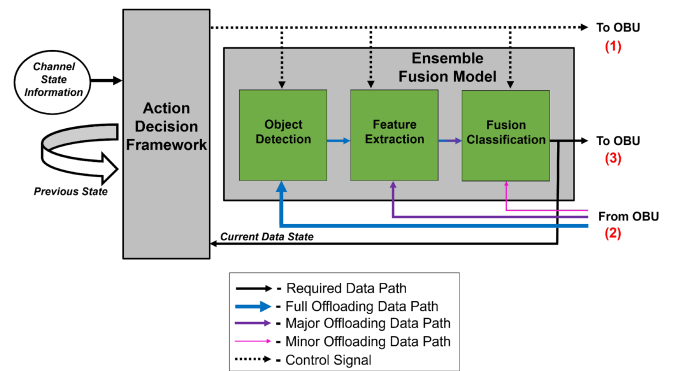 To OBU
(1)
Ensemble
Fusion Model
Channel
State
Information
Action
Decision
Framework
Object
Detection
Feature
Extraction
Fusion
Classification
To OBU
(3)
Previous State
From OBU
(2)
Current Data State
- Required Data Path
- Full Offloading Data Path
- Major Offloading Data Path
- Minor Offloading Data Path
- Control Signal